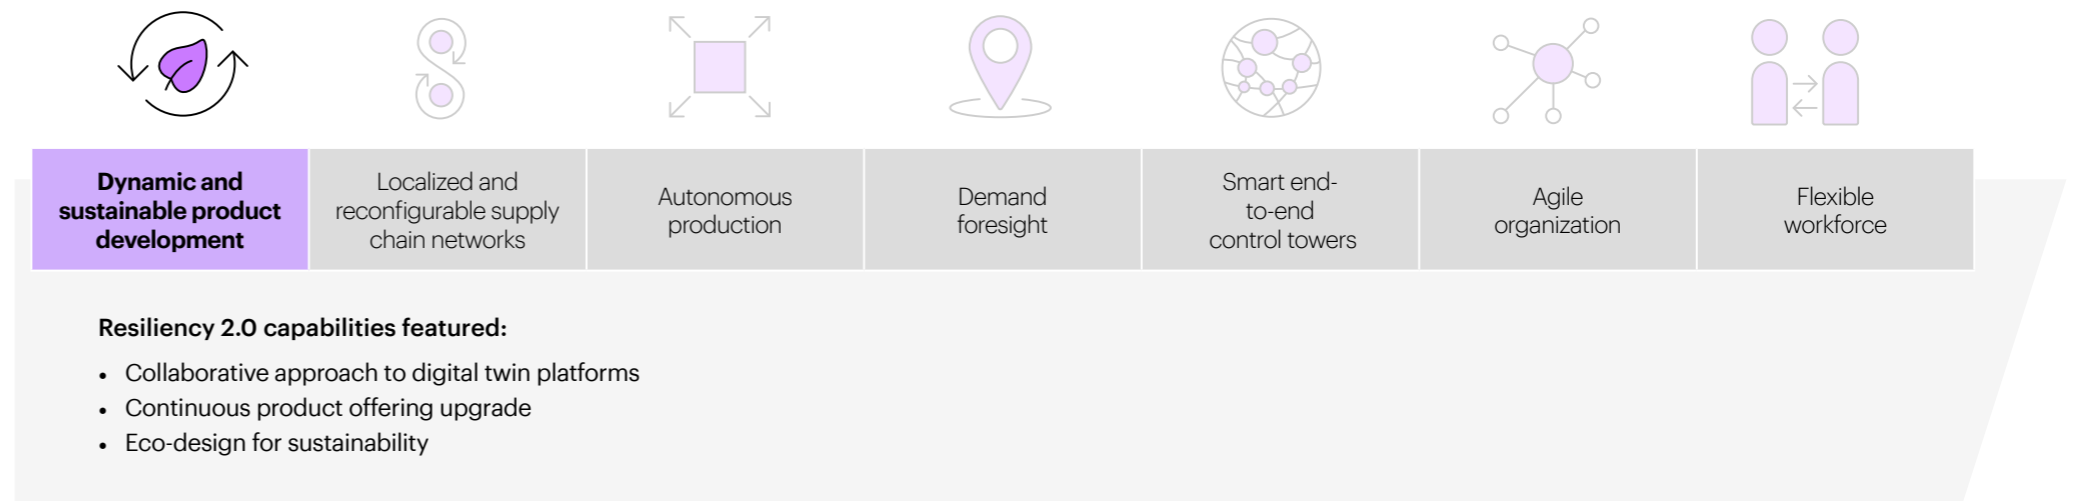 Dynamic and
sustainable product
development
Localized and
reconfigurable supply
chain networks
Autonomous
production
Demand
foresight
Smart end-
to-end
control towers
Agile
organization
Flexible
workforce
Resiliency 2.0 capabilities featured:
• Collaborative approach to digital twin platforms
• Continuous product offering upgrade
• Eco-design for sustainability